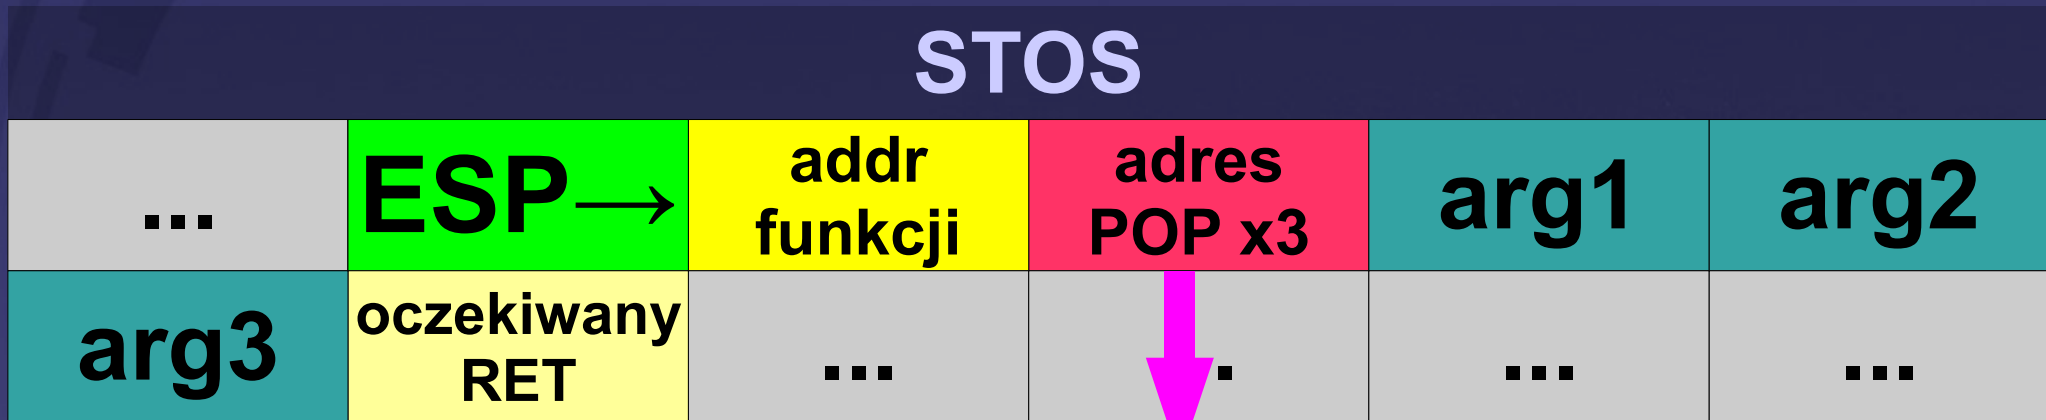 STOS
...
ESP→
addr
funkcji
adres
POP x3
arg1
arg2
arg3
oczekiwany
RET
...
.
...
...